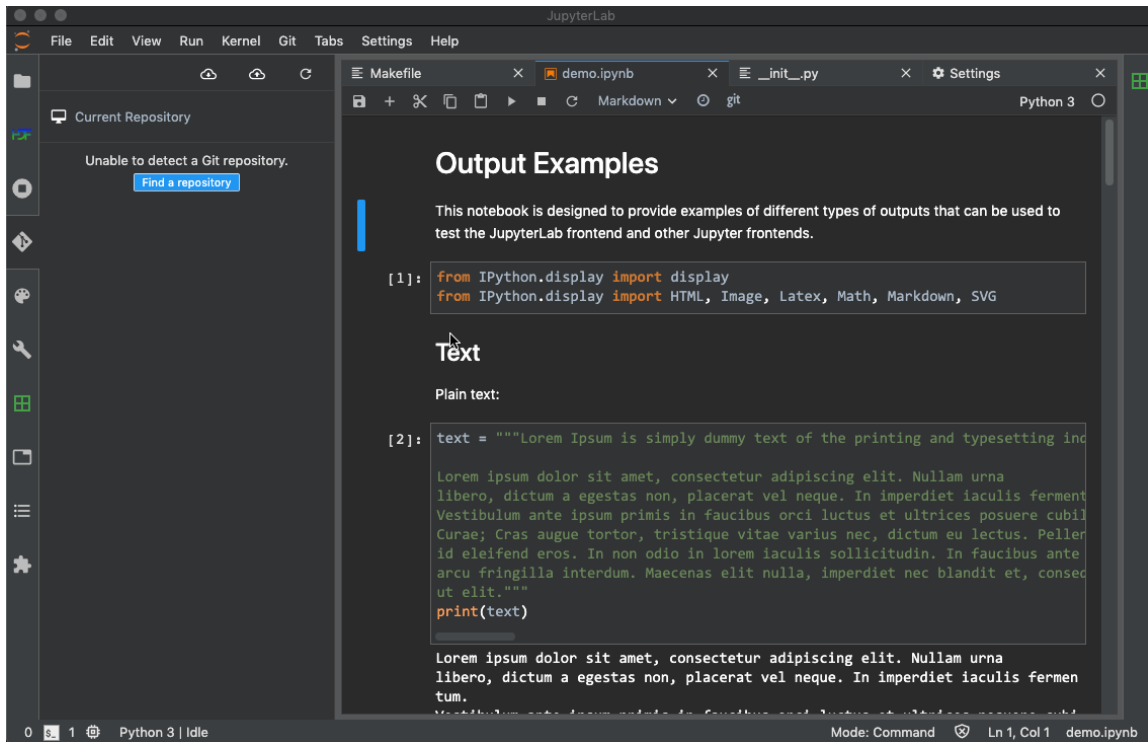 JupyterLab
File Edit View Run Kernel Git Tabs Settings Help
Makefile demo.ipynb __init__.py Settings
Markdown git Python 3
Current Repository
Unable to detect a Git repository.
Find a repository
Output Examples
This notebook is designed to provide examples of different types of outputs that can be used to
test the JupyterLab frontend and other Jupyter frontends.
[1]: from IPython.display import display
from IPython.display import HTML, Image, Latex, Math, Markdown, SVG
Text
Plain text:
[2]: text = """Lorem Ipsum is simply dummy text of the printing and typesetting ind
Lorem ipsum dolor sit amet, consectetur adipiscing elit. Nullam urna
libero, dictum a egestas non, placerat vel neque. In imperdiet iaculis ferment
Vestibulum ante ipsum primis in faucibus orci luctus et ultrices posuere cubil
Curae; Cras augue tortor, tristique vitae varius nec, dictum eu lectus. Peller
id eleifend eros. In non odio in lorem iaculis sollicitudin. In faucibus ante
arcu fringilla interdum. Maecenas elit nulla, imperdiet nec blandit et, consec
ut elit."""
print(text)
Lorem ipsum dolor sit amet, consectetur adipiscing elit. Nullam urna
libero, dictum a egestas non, placerat vel neque. In imperdiet iaculis fermen
tum.
0 1 Python 3 | Idle Mode: Command Ln 1, Col 1 demo.ipynb